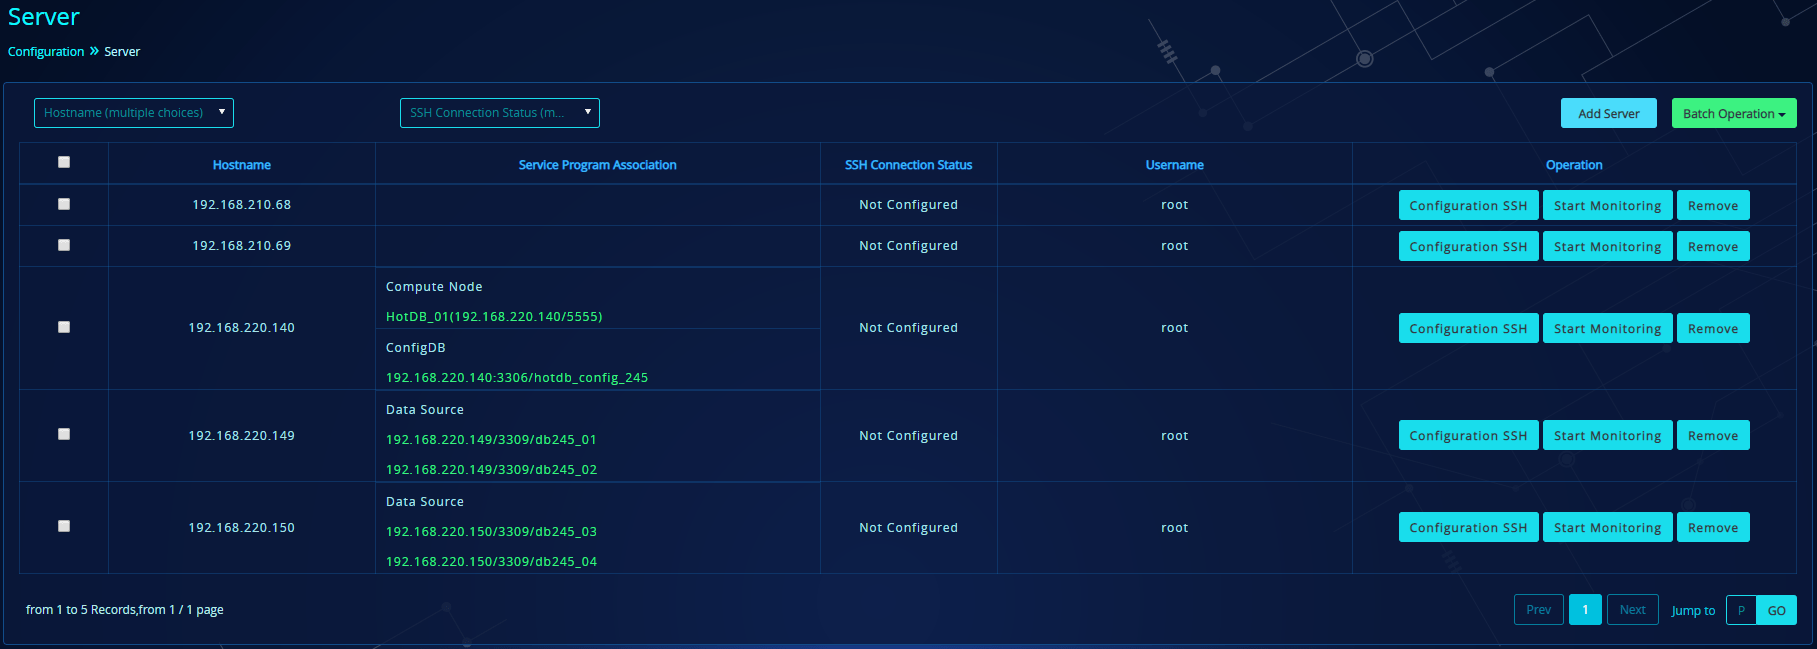 Server
Configuration » Server
Hostname (multiple choices) SSH Connection Status (m... Add Server Batch Operation
Hostname Service Program Association SSH Connection Status Username Operation
192.168.210.68 Not Configured root Configuration SSH Start Monitoring Remove
192.168.210.69 Not Configured root Configuration SSH Start Monitoring Remove
Compute Node
HotDB_01(192.168.220.140/5555)
192.168.220.140 Not Configured root Configuration SSH Start Monitoring Remove
ConfigDB
192.168.220.140:3306/hotdb_config_245
Data Source
192.168.220.149 Not Configured root Configuration SSH Start Monitoring Remove
192.168.220.149/3309/db245_01
192.168.220.149/3309/db245_02
Data Source
192.168.220.150 Not Configured root Configuration SSH Start Monitoring Remove
192.168.220.150/3309/db245_03
192.168.220.150/3309/db245_04
from 1 to 5 Records,from 1 / 1 page Prev 1 Next Jump to P GO